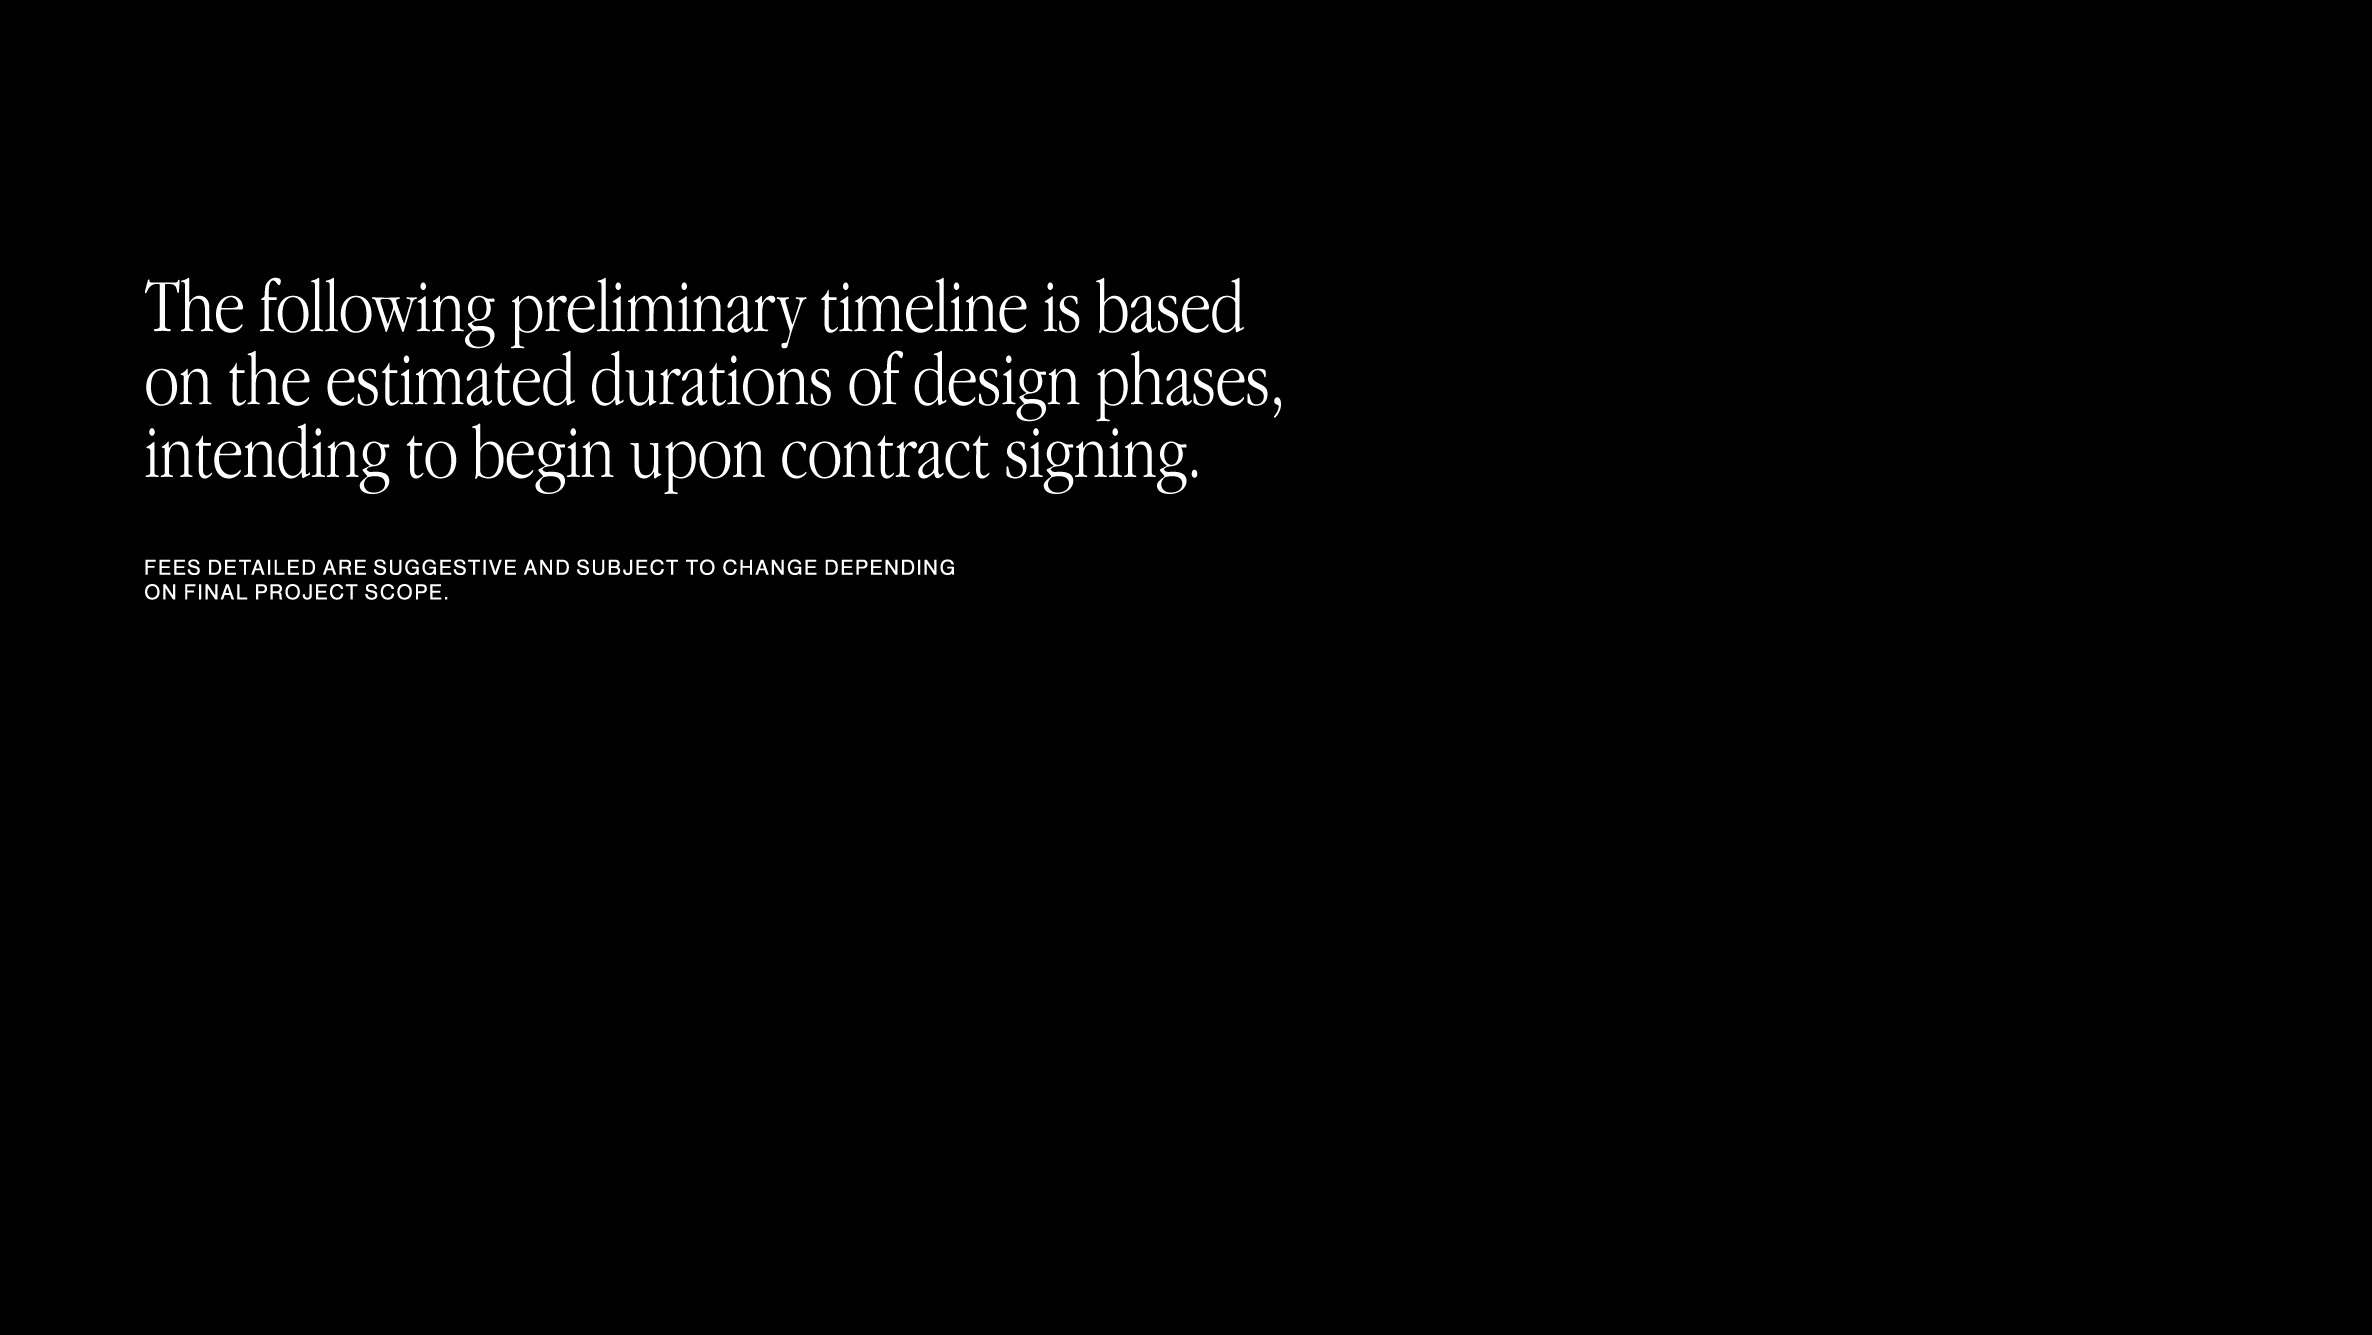 The following preliminary timeline is based
on the estimated durations of design phases,
intending to begin upon contract signing.
FEES DETAILED ARE SUGGESTIVE AND SUBJECT TO CHANGE DEPENDING
ON FINAL PROJECT SCOPE.